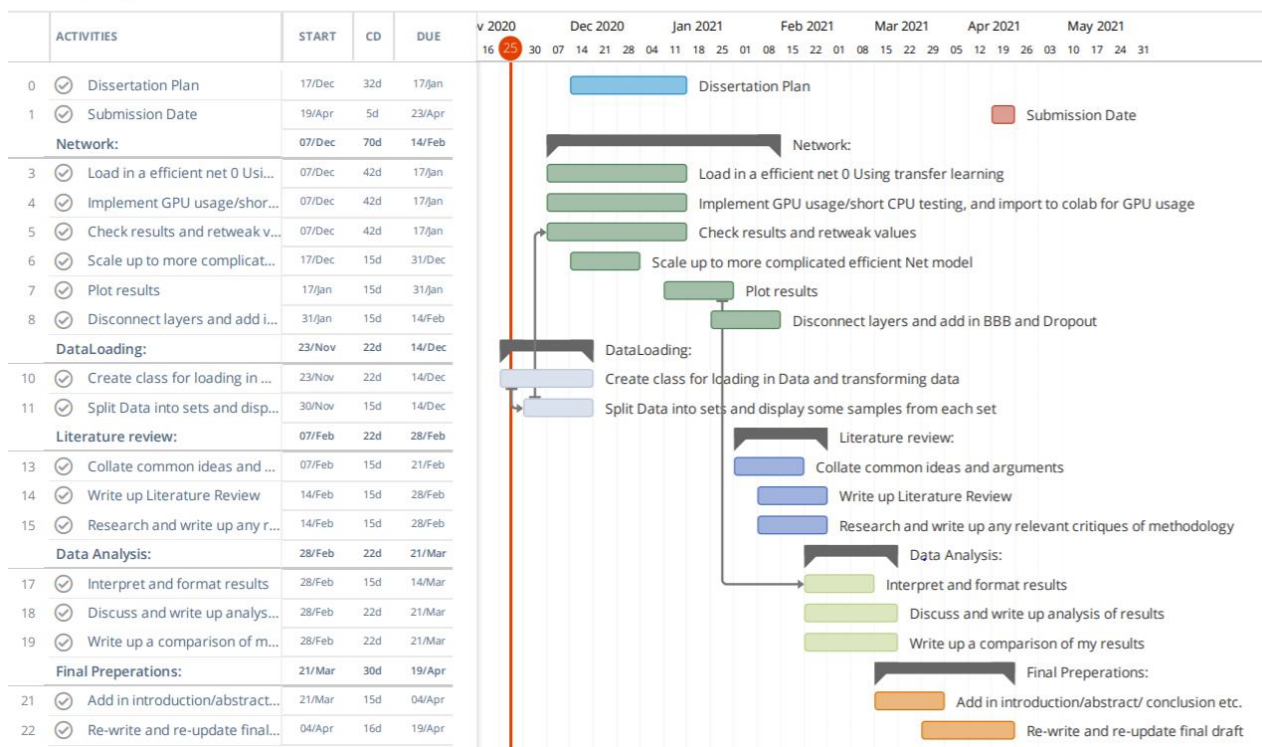 v 2020 Dec 2020 Jan 2021 Feb 2021 Mar 2021 Apr 2021 May 2021
ACTIVITIES START CD DUE
16 25 30 07 14 21 28 04 11 18 25 01 08 15 22 01 08 15 22 29 05 12 19 26 03 10 17 24 31
0 Dissertation Plan 17/Dec 32d 17/Jan Dissertation Plan
1 Submission Date 19/Apr 5d 23/Apr Submission Date
Network: 07/Dec 70d 14/Feb Network:
3 Load in a efficient net 0 Usi... 07/Dec 42d 17/Jan Load in a efficient net 0 Using transfer learning
4 Implement GPU usage/shor... 07/Dec 42d 17/Jan Implement GPU usage/short CPU testing, and import to colab for GPU usage
5 Check results and retweak v... 07/Dec 42d 17/Jan Check results and retweak values
6 Scale up to more complicat... 17/Dec 15d 31/Dec Scale up to more complicated efficient Net model
7 Plot results 17/Jan 15d 31/Jan Plot results
8 Disconnect layers and add i... 31/Jan 15d 14/Feb Disconnect layers and add in BBB and Dropout
DataLoading: 23/Nov 22d 14/Dec DataLoading:
10 Create class for loading in ... 23/Nov 22d 14/Dec Create class for loading in Data and transforming data
11 Split Data into sets and disp... 30/Nov 15d 14/Dec Split Data into sets and display some samples from each set
Literature review: 07/Feb 22d 28/Feb Literature review:
13 Collate common ideas and ... 07/Feb 15d 21/Feb Collate common ideas and arguments
14 Write up Literature Review 14/Feb 15d 28/Feb Write up Literature Review
15 Research and write up any r... 14/Feb 15d 28/Feb Research and write up any relevant critiques of methodology
Data Analysis: 28/Feb 22d 21/Mar Data Analysis:
17 Interpret and format results 28/Feb 15d 14/Mar Interpret and format results
18 Discuss and write up analys... 28/Feb 22d 21/Mar Discuss and write up analysis of results
19 Write up a comparison of m... 28/Feb 22d 21/Mar Write up a comparison of my results
Final Preperations: 21/Mar 30d 19/Apr Final Preperations:
21 Add in introduction/abstract... 21/Mar 15d 04/Apr Add in introduction/abstract/ conclusion etc.
22 Re-write and re-update final... 04/Apr 16d 19/Apr Re-write and re-update final draft